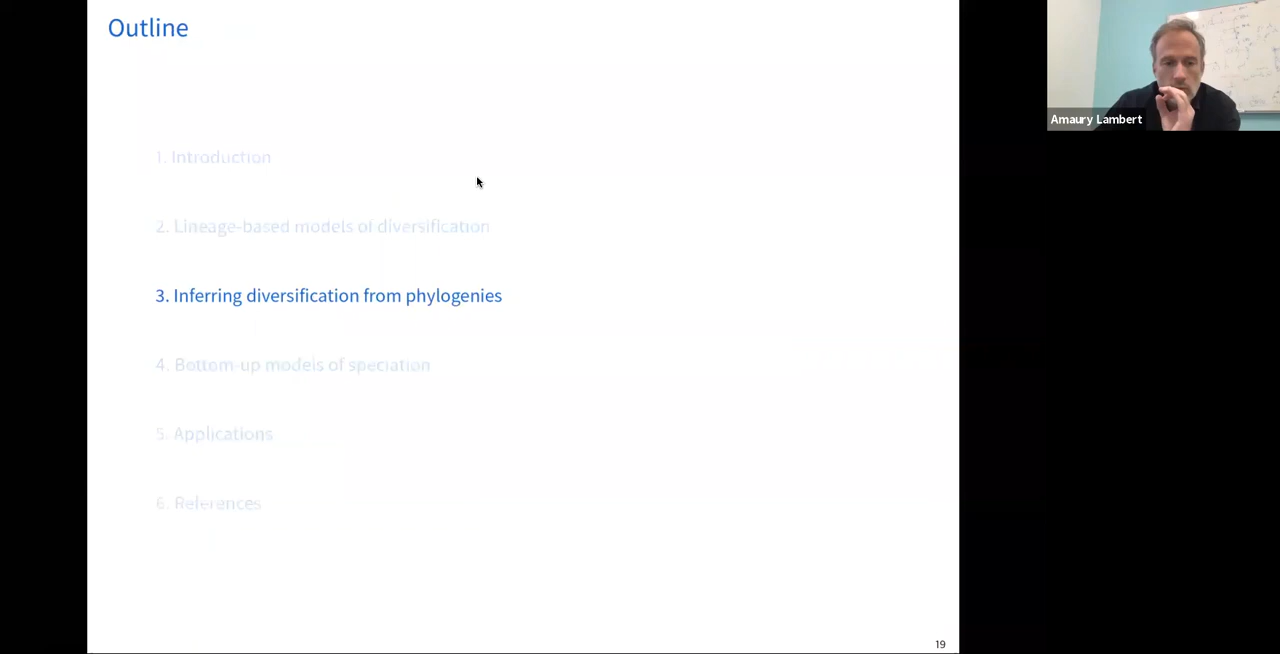 Outline
1. Introduction
2. Lineage-based models of diversification
3. Inferring diversification from phylogenies
4. Bottom-up models of speciation
5. Applications
6. References
19
Amaury Lambert